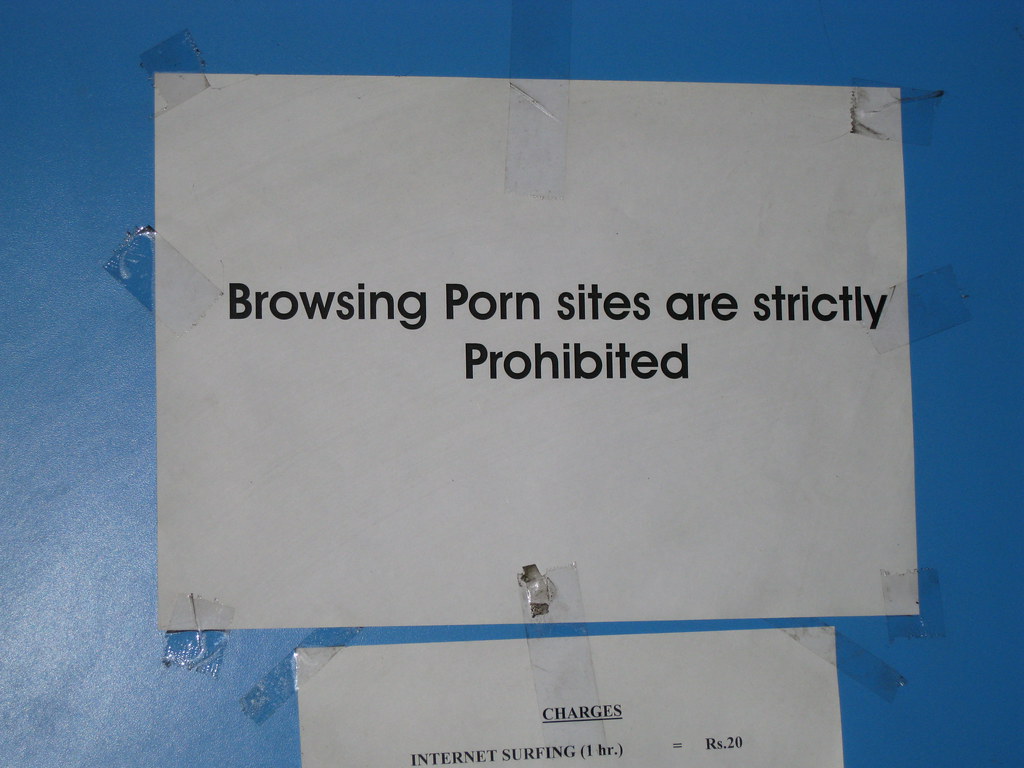 Browsing Porn sites are strictly
Prohibited
CHARGES
INTERNET SURFING (1 hr.) = Rs.20